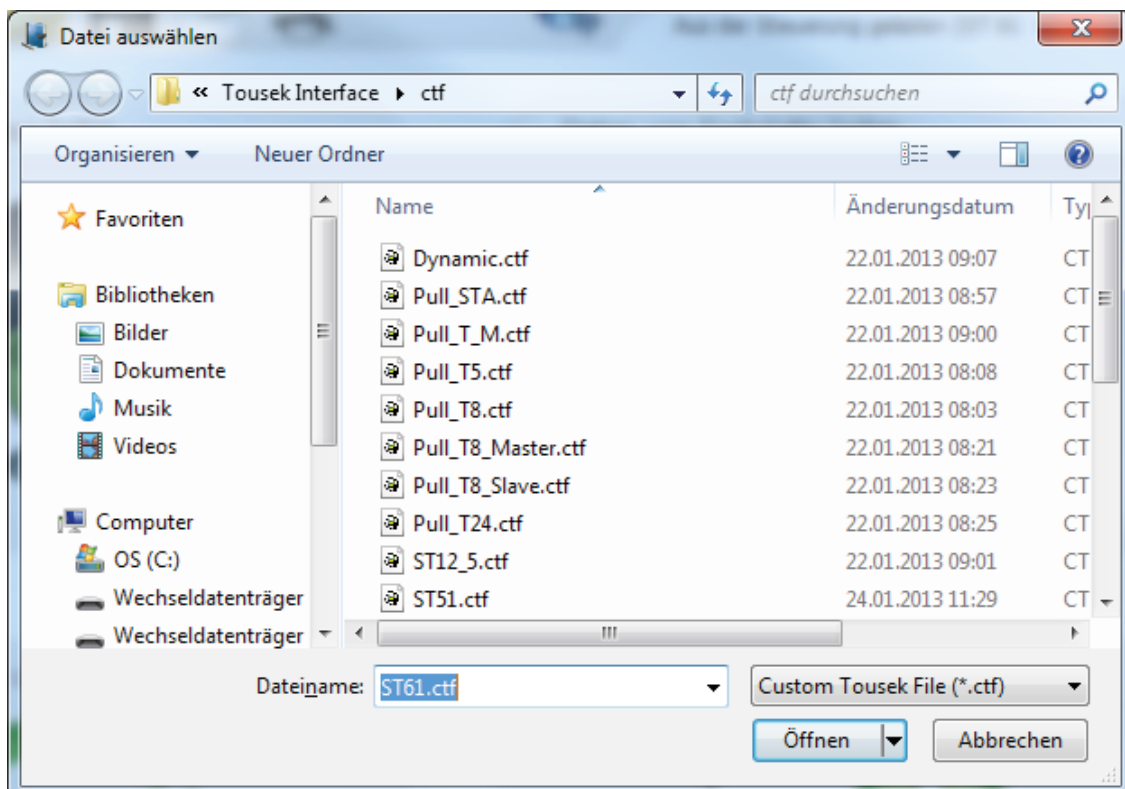 Datei auswählen
« Tousek Interface ▸ ctf
ctf durchsuchen
Organisieren
Neuer Ordner
Favoriten
Bibliotheken
Bilder
Dokumente
Musik
Videos
Computer
OS (C:)
Wechseldatenträger
Wechseldatenträger
Name Änderungsdatum Ty
Dynamic.ctf 22.01.2013 09:07 CT
Pull_STA.ctf 22.01.2013 08:57 CT
Pull_T_M.ctf 22.01.2013 09:00 CT
Pull_T5.ctf 22.01.2013 08:08 CT
Pull_T8.ctf 22.01.2013 08:03 CT
Pull_T8_Master.ctf 22.01.2013 08:21 CT
Pull_T8_Slave.ctf 22.01.2013 08:23 CT
Pull_T24.ctf 22.01.2013 08:25 CT
ST12_5.ctf 22.01.2013 09:01 CT
ST51.ctf 24.01.2013 11:29 CT
Dateiname: ST61.ctf
Custom Tousek File (*.ctf)
Öffnen
Abbrechen